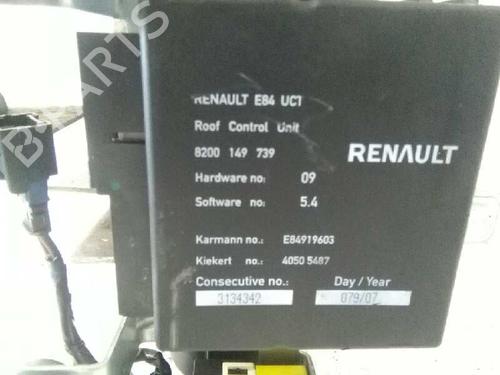 RENAULT E84 UCT
Roof Control Unit
8200 149 739
RENAULT
Hardware no: 09
Software no: 5.4
Karmann no.: E84919603
Kiekert no.: 4050 5487
Consecutive no.: Day / Year
3134342 079/07